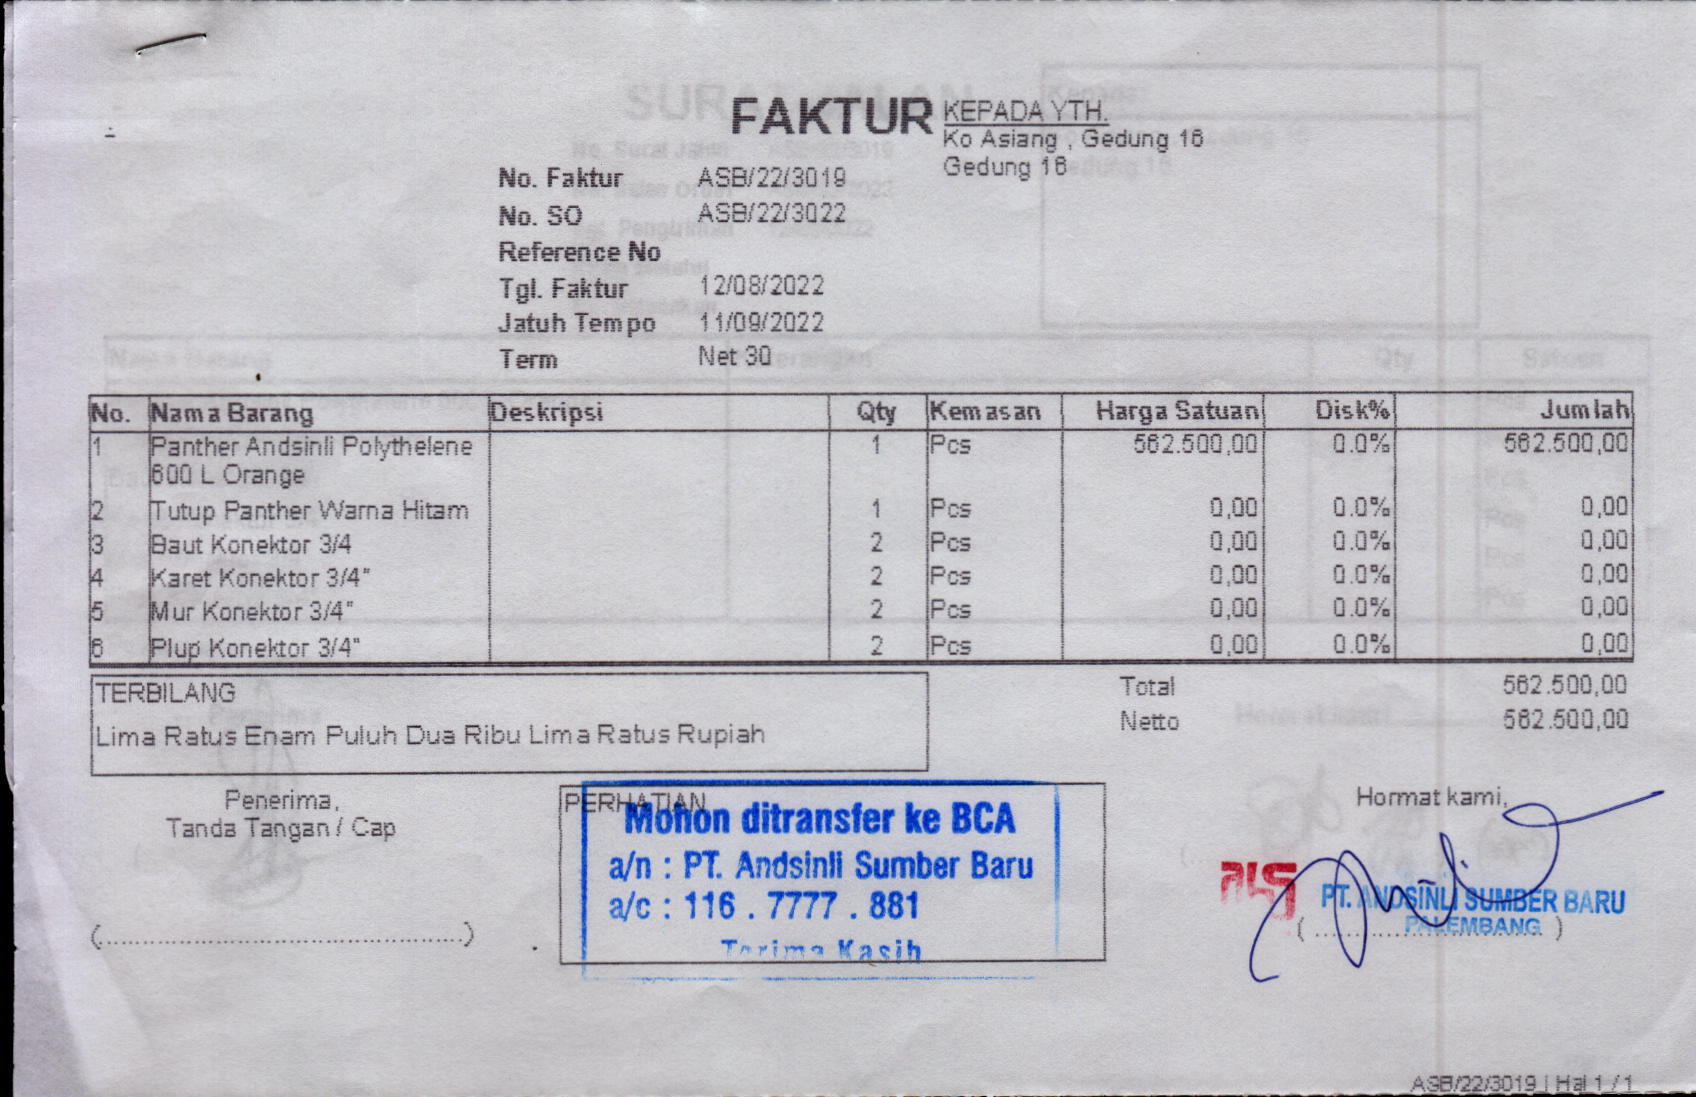 FAKTUR
KEPADA YTH.
Ko Asiang , Gedung 16
Gedung 16
No. Faktur ASB/22/3019
No. SO ASB/22/3022
Reference No
Tgl. Faktur 12/08/2022
Jatuh Tempo 11/09/2022
Term Net 30
No. Nama Barang Deskripsi Qty Kemasan Harga Satuan Disk% Jumlah
1 Panther Andsinli Polythelene 1 Pcs 562.500,00 0.0% 562.500,00
600 L Orange
2 Tutup Panther Warna Hitam 1 Pcs 0,00 0.0% 0,00
3 Baut Konektor 3/4 2 Pcs 0,00 0.0% 0,00
4 Karet Konektor 3/4" 2 Pcs 0,00 0.0% 0,00
5 Mur Konektor 3/4" 2 Pcs 0,00 0.0% 0,00
6 Plup Konektor 3/4" 2 Pcs 0,00 0.0% 0,00
TERBILANG
Lima Ratus Enam Puluh Dua Ribu Lima Ratus Rupiah
Total 562.500,00
Netto 562.500,00
Penerima,
Tanda Tangan / Cap
(...............................................)
PERHATIAN
Mohon ditransfer ke BCA
a/n : PT. Andsinli Sumber Baru
a/c : 116 . 7777 . 881
Terima Kasih
Hormat kami,
PT. ANDSINLI SUMBER BARU
PALEMBANG
ASB/22/3019 | Hal 1 / 1